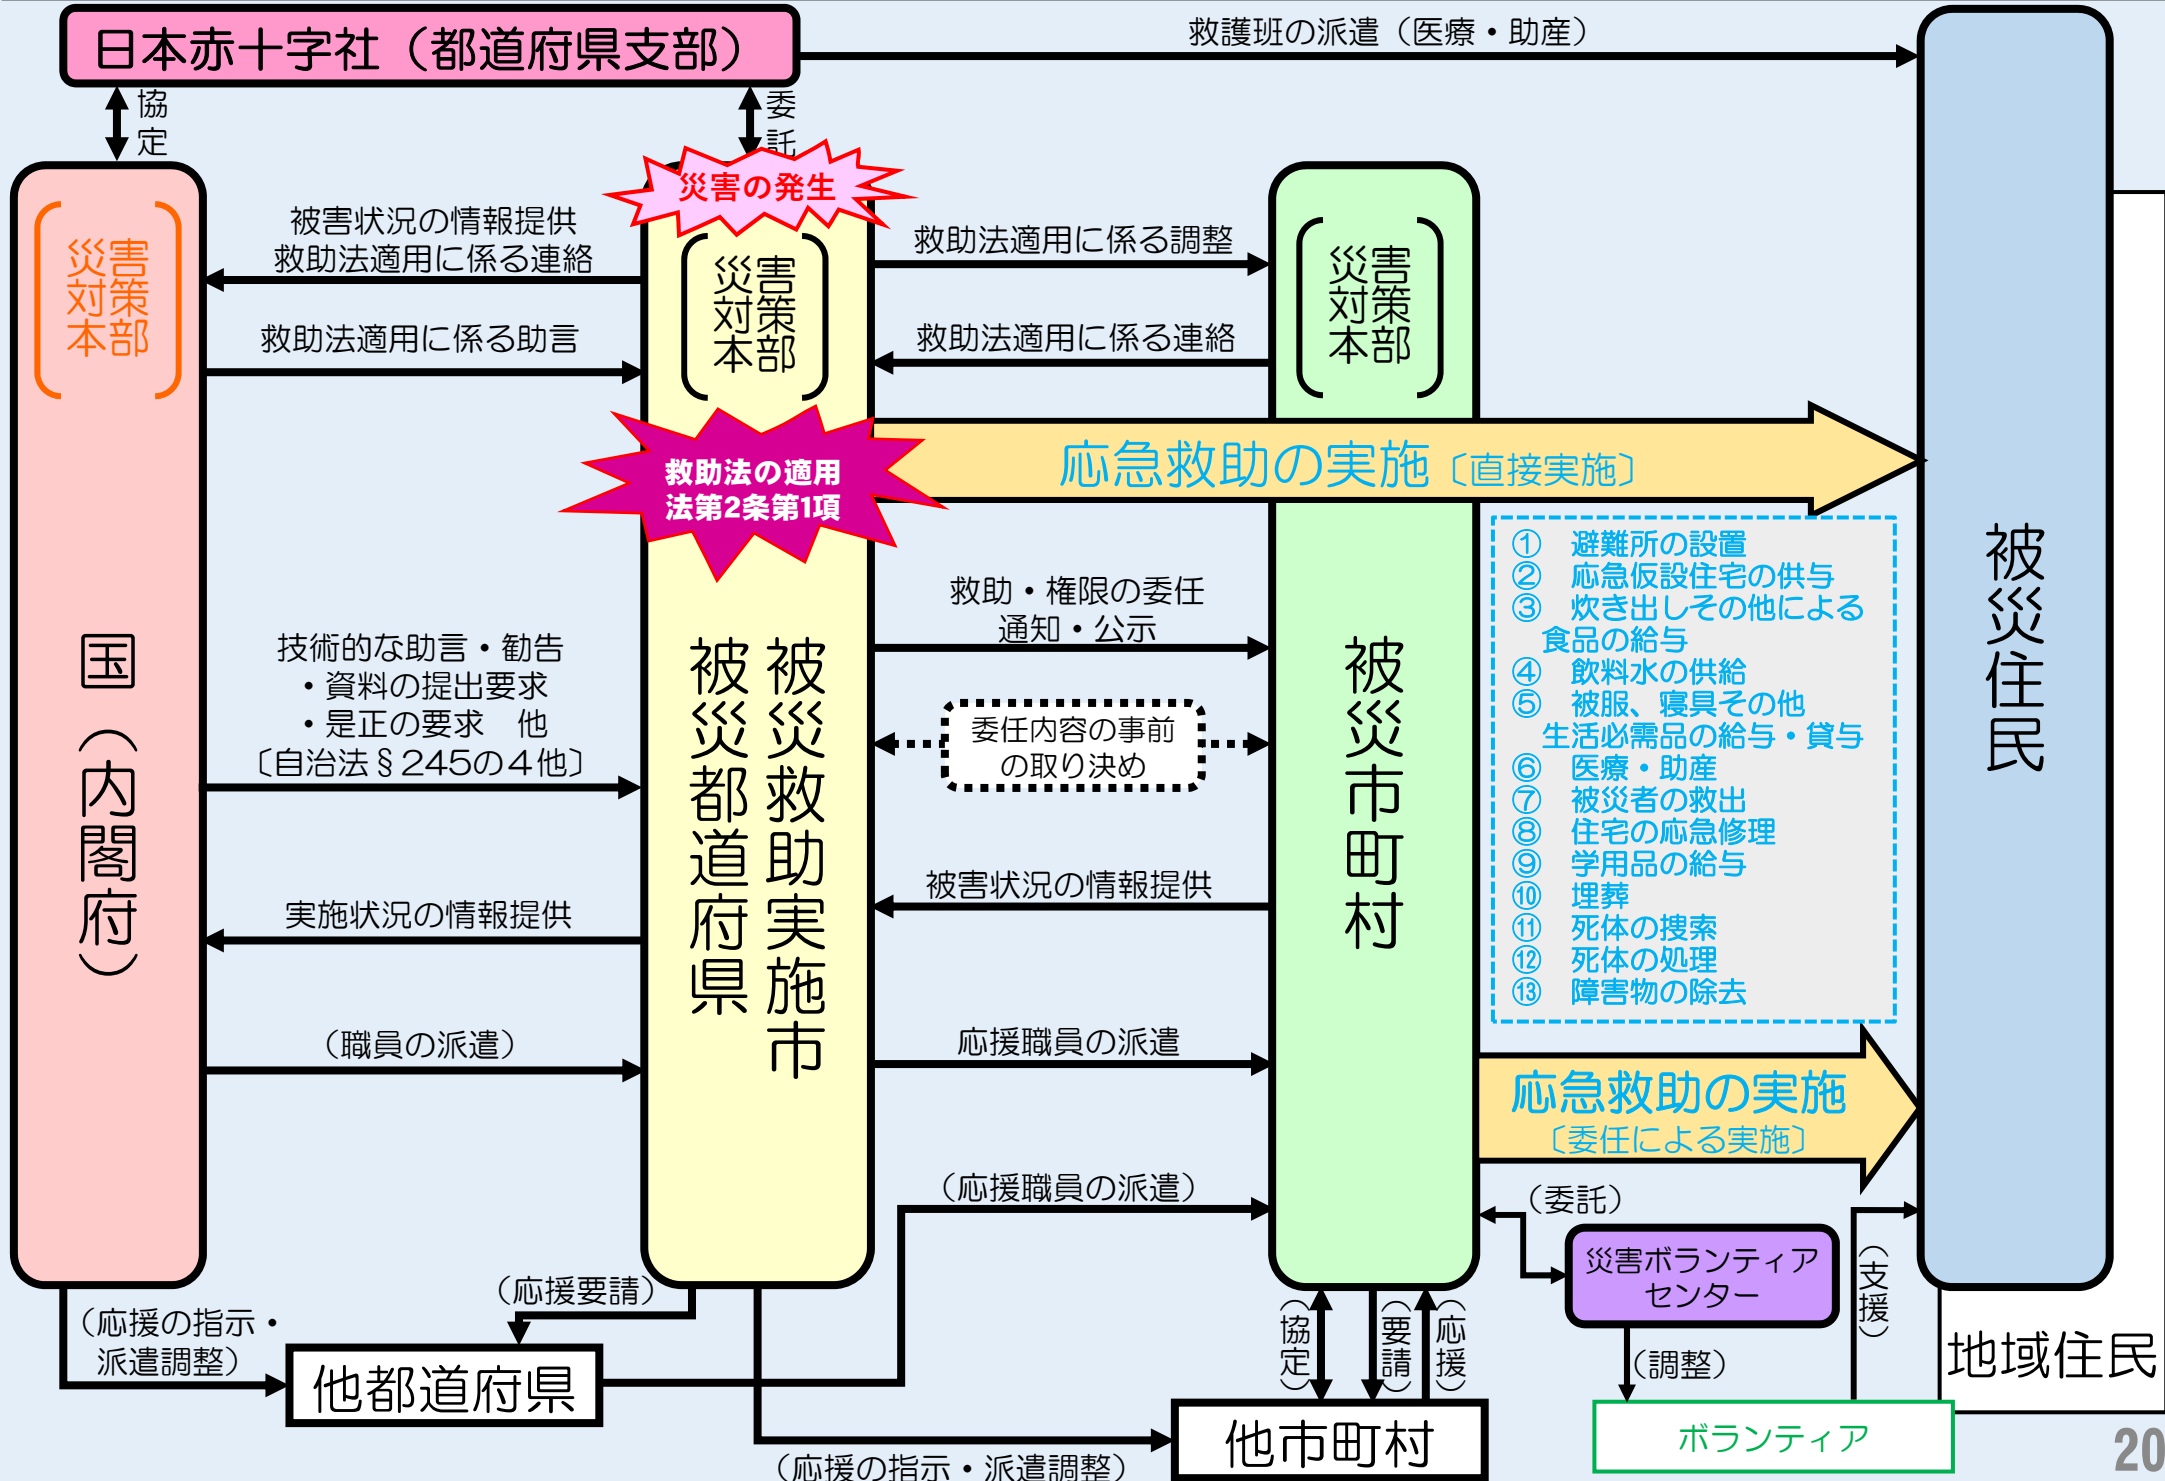 日本赤十字社（都道府県支部）
救護班の派遣（医療・助産）
協定
委託
災害の発生
災害対策本部
被害状況の情報提供
救助法適用に係る連絡
救助法適用に係る助言
災害対策本部
救助法適用に係る調整
救助法適用に係る連絡
災害対策本部
救助法の適用
法第2条第1項
応急救助の実施〔直接実施〕
国（内閣府）
技術的な助言・勧告
・資料の提出要求
・是正の要求　他
〔自治法§245の4他〕
実施状況の情報提供
（職員の派遣）
被災救助実施市
被災都道府県
救助・権限の委任
通知・公示
委任内容の事前
の取り決め
被害状況の情報提供
応援職員の派遣
（応援職員の派遣）
被災市町村
①　避難所の設置
②　応急仮設住宅の供与
③　炊き出しその他による
食品の給与
④　飲料水の供給
⑤　被服、寝具その他
生活必需品の給与・貸与
⑥　医療・助産
⑦　被災者の救出
⑧　住宅の応急修理
⑨　学用品の給与
⑩　埋葬
⑪　死体の捜索
⑫　死体の処理
⑬　障害物の除去
応急救助の実施
〔委任による実施〕
被災住民
（委託）
災害ボランティア
センター
（支援）
（調整）
ボランティア
地域住民
（応援要請）
（応援の指示・
派遣調整）
他都道府県
（協定）
（要請）
（応援）
他市町村
（応援の指示・派遣調整）
20